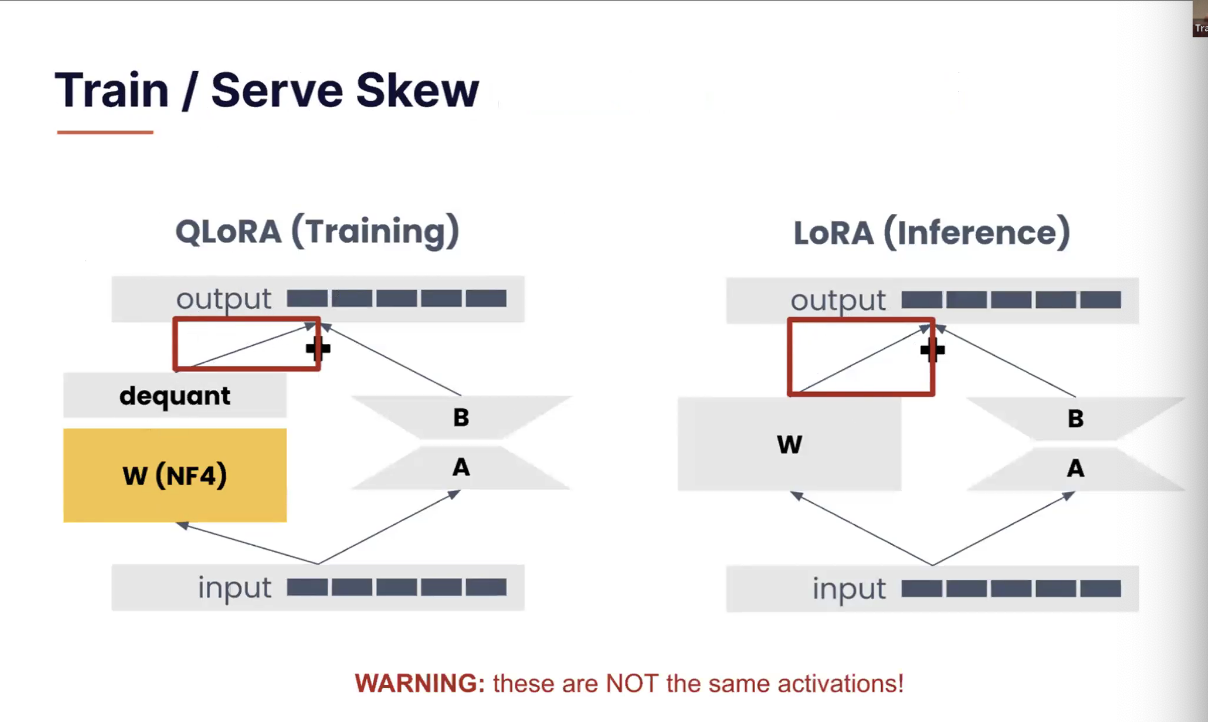 Train / Serve Skew
QLoRA (Training)
output
dequant
W (NF4)
B
A
input
LoRA (Inference)
output
W
B
A
input
WARNING: these are NOT the same activations!
Tra